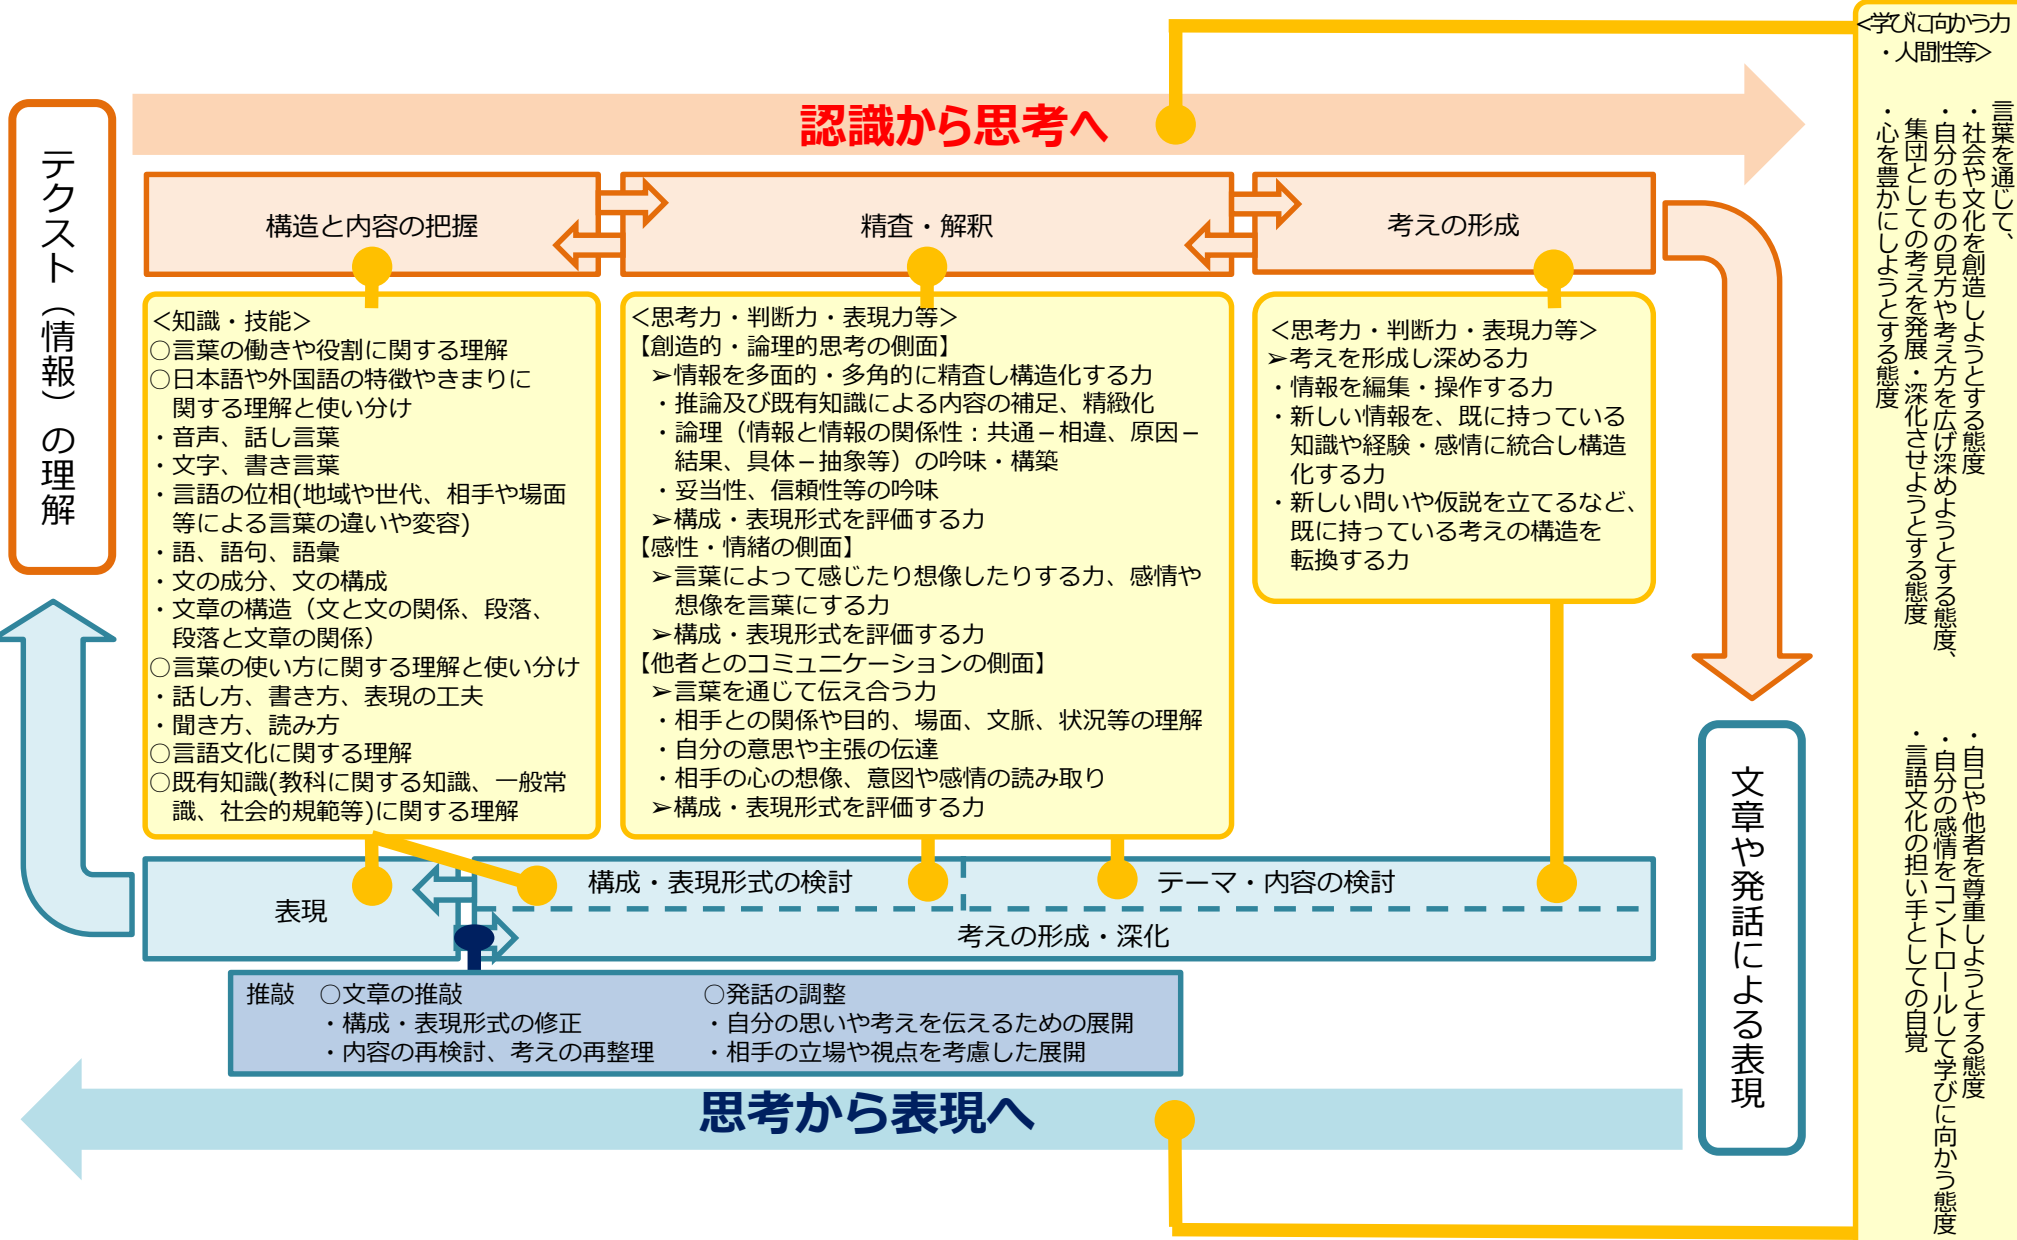 認識から思考へ
テクスト（情報）の理解
構造と内容の把握
精査・解釈
考えの形成
＜知識・技能＞
○言葉の働きや役割に関する理解
○日本語や外国語の特徴やきまりに
関する理解と使い分け
・音声、話し言葉
・文字、書き言葉
・言語の位相(地域や世代、相手や場面
等による言葉の違いや変容)
・語、語句、語彙
・文の成分、文の構成
・文章の構造（文と文の関係、段落、
段落と文章の関係）
○言葉の使い方に関する理解と使い分け
・話し方、書き方、表現の工夫
・聞き方、読み方
○言語文化に関する理解
○既有知識(教科に関する知識、一般常
識、社会的規範等)に関する理解
＜思考力・判断力・表現力等＞
【創造的・論理的思考の側面】
➢情報を多面的・多角的に精査し構造化する力
・推論及び既有知識による内容の補足、精緻化
・論理（情報と情報の関係性：共通－相違、原因－
結果、具体－抽象等）の吟味・構築
・妥当性、信頼性等の吟味
➢構成・表現形式を評価する力
【感性・情緒の側面】
➢言葉によって感じたり想像したりする力、感情や
想像を言葉にする力
➢構成・表現形式を評価する力
【他者とのコミュニケーションの側面】
➢言葉を通じて伝え合う力
・相手との関係や目的、場面、文脈、状況等の理解
・自分の意思や主張の伝達
・相手の心の想像、意図や感情の読み取り
➢構成・表現形式を評価する力
＜思考力・判断力・表現力等＞
➢考えを形成し深める力
・情報を編集・操作する力
・新しい情報を、既に持っている
知識や経験・感情に統合し構造
化する力
・新しい問いや仮説を立てるなど、
既に持っている考えの構造を
転換する力
文章や発話による表現
表現
構成・表現形式の検討
テーマ・内容の検討
考えの形成・深化
推敲　○文章の推敲
・構成・表現形式の修正
・内容の再検討、考えの再整理
○発話の調整
・自分の思いや考えを伝えるための展開
・相手の立場や視点を考慮した展開
思考から表現へ
<学びに向かう力
・人間性等>
言葉を通じて、
・社会や文化を創造しようとする態度
・自分のものの見方や考え方を広げ深めようとする態度、
集団としての考えを発展・深化させようとする態度
・心を豊かにしようとする態度
・自己や他者を尊重しようとする態度
・自分の感情をコントロールして学びに向かう態度
・言語文化の担い手としての自覚